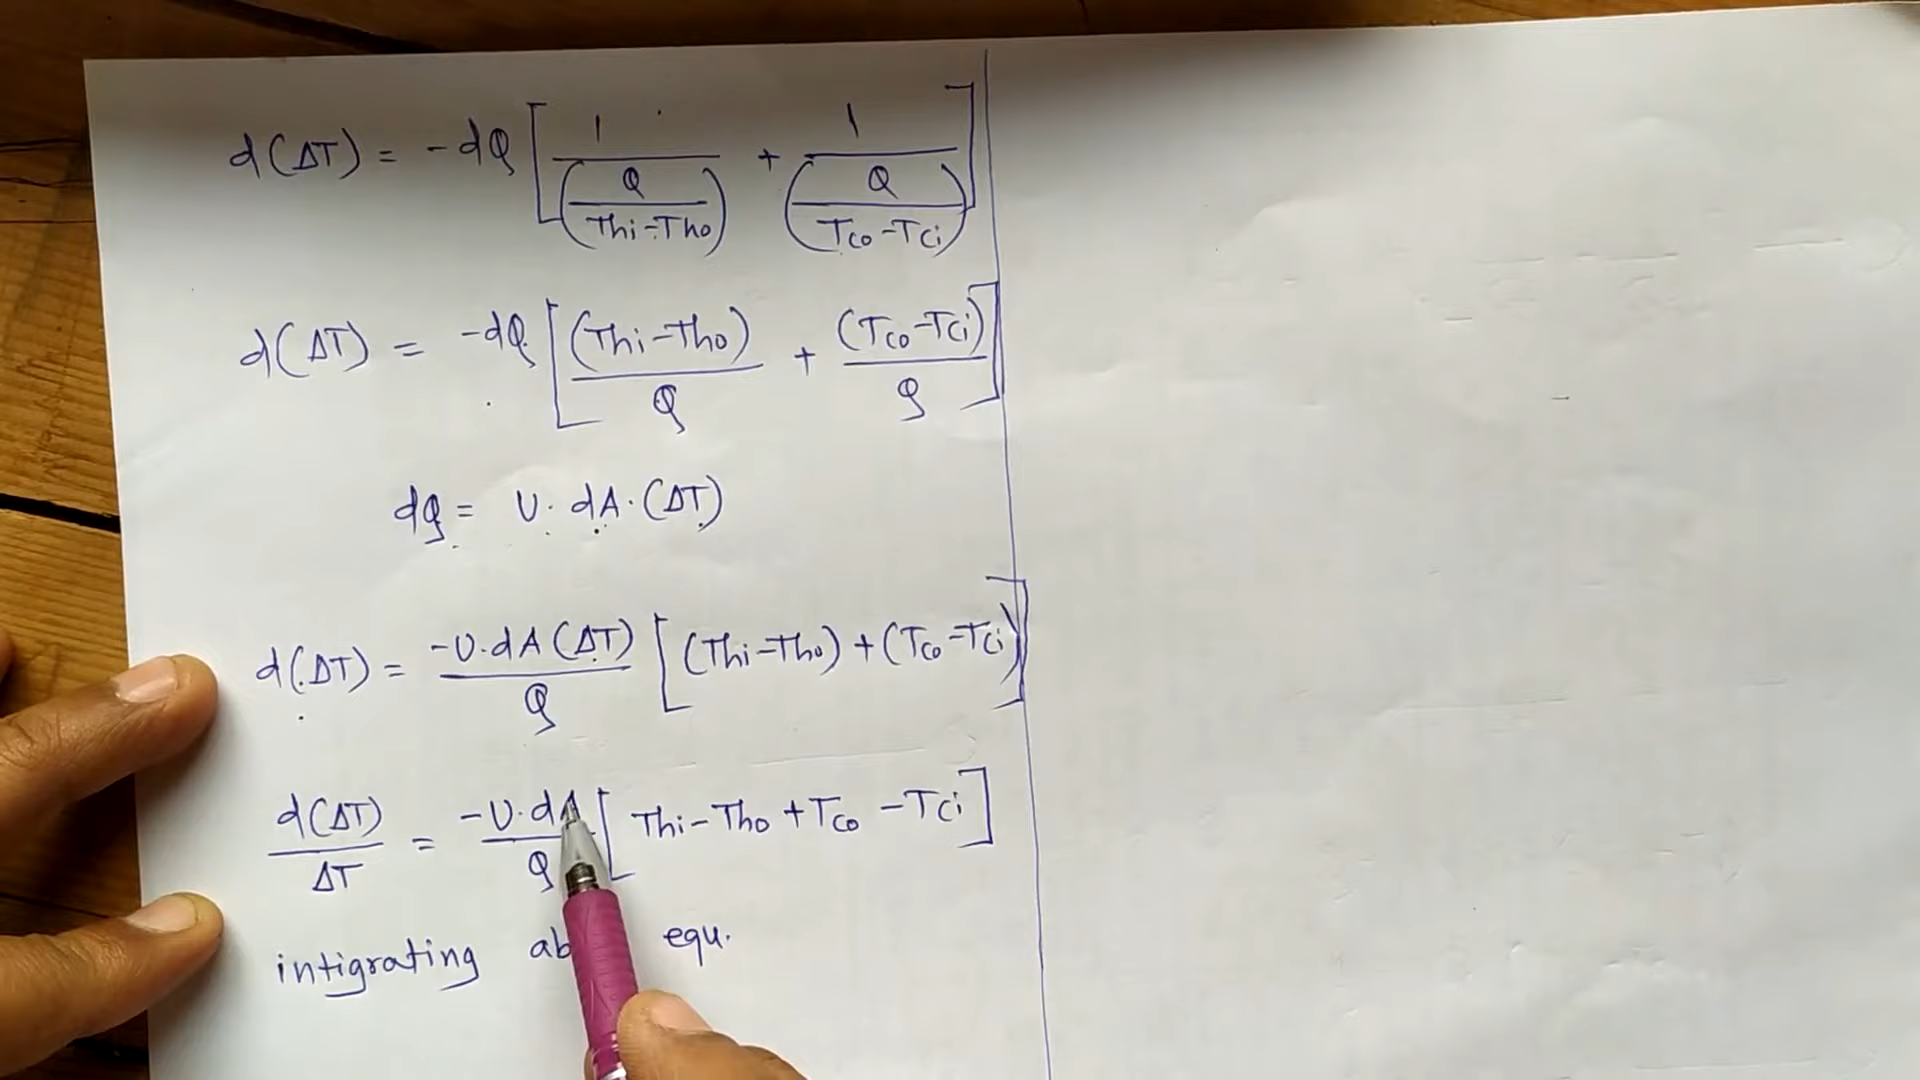 d(ΔT) = -dQ [ 1/(Q/(Thi-Tho)) + 1/(Q/(Tco-Tci)) ]
d(ΔT) = -dQ [ (Thi-Tho)/Q + (Tco-Tci)/Q ]
dQ = U. dA. (ΔT)
d(ΔT) = -U.dA(ΔT)/Q [ (Thi-Tho) + (Tco-Tci) ]
d(ΔT)/ΔT = -U.dA/Q [ Thi-Tho + Tco -Tci ]
intigrating equ.